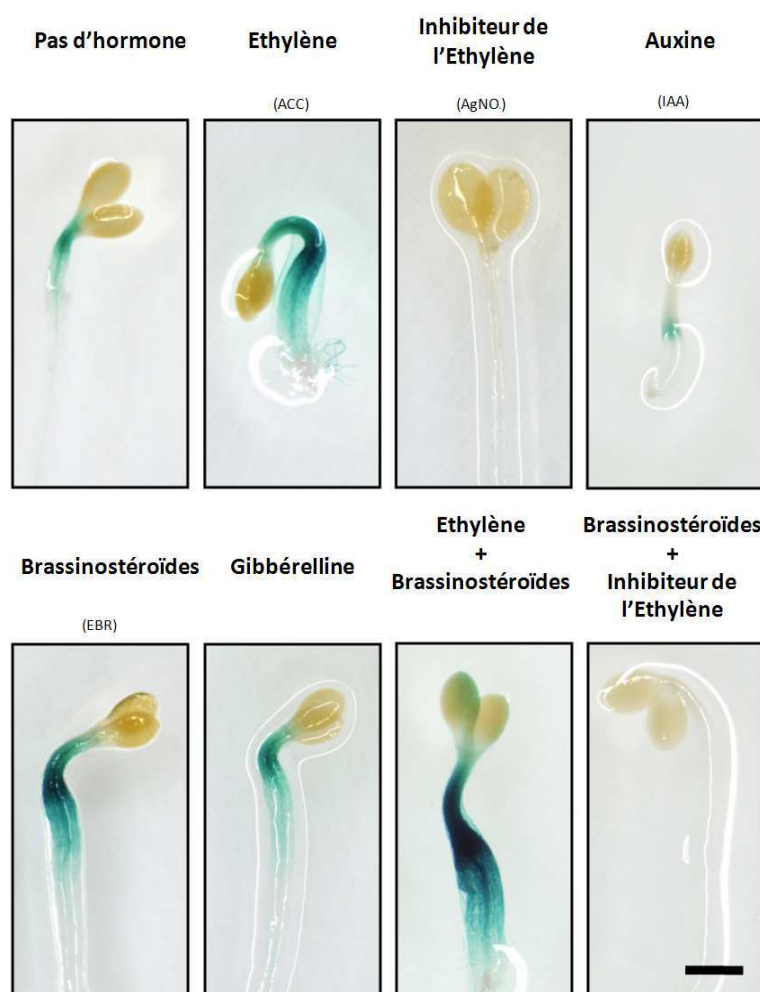 Pas d'hormone
Ethylène
(ACC)
Inhibiteur de
l'Ethylène
(AgNO.)
Auxine
(IAA)
Brassinostéroïdes
(EBR)
Gibbérelline
Ethylène
+
Brassinostéroïdes
Brassinostéroïdes
+
Inhibiteur de
l'Ethylène